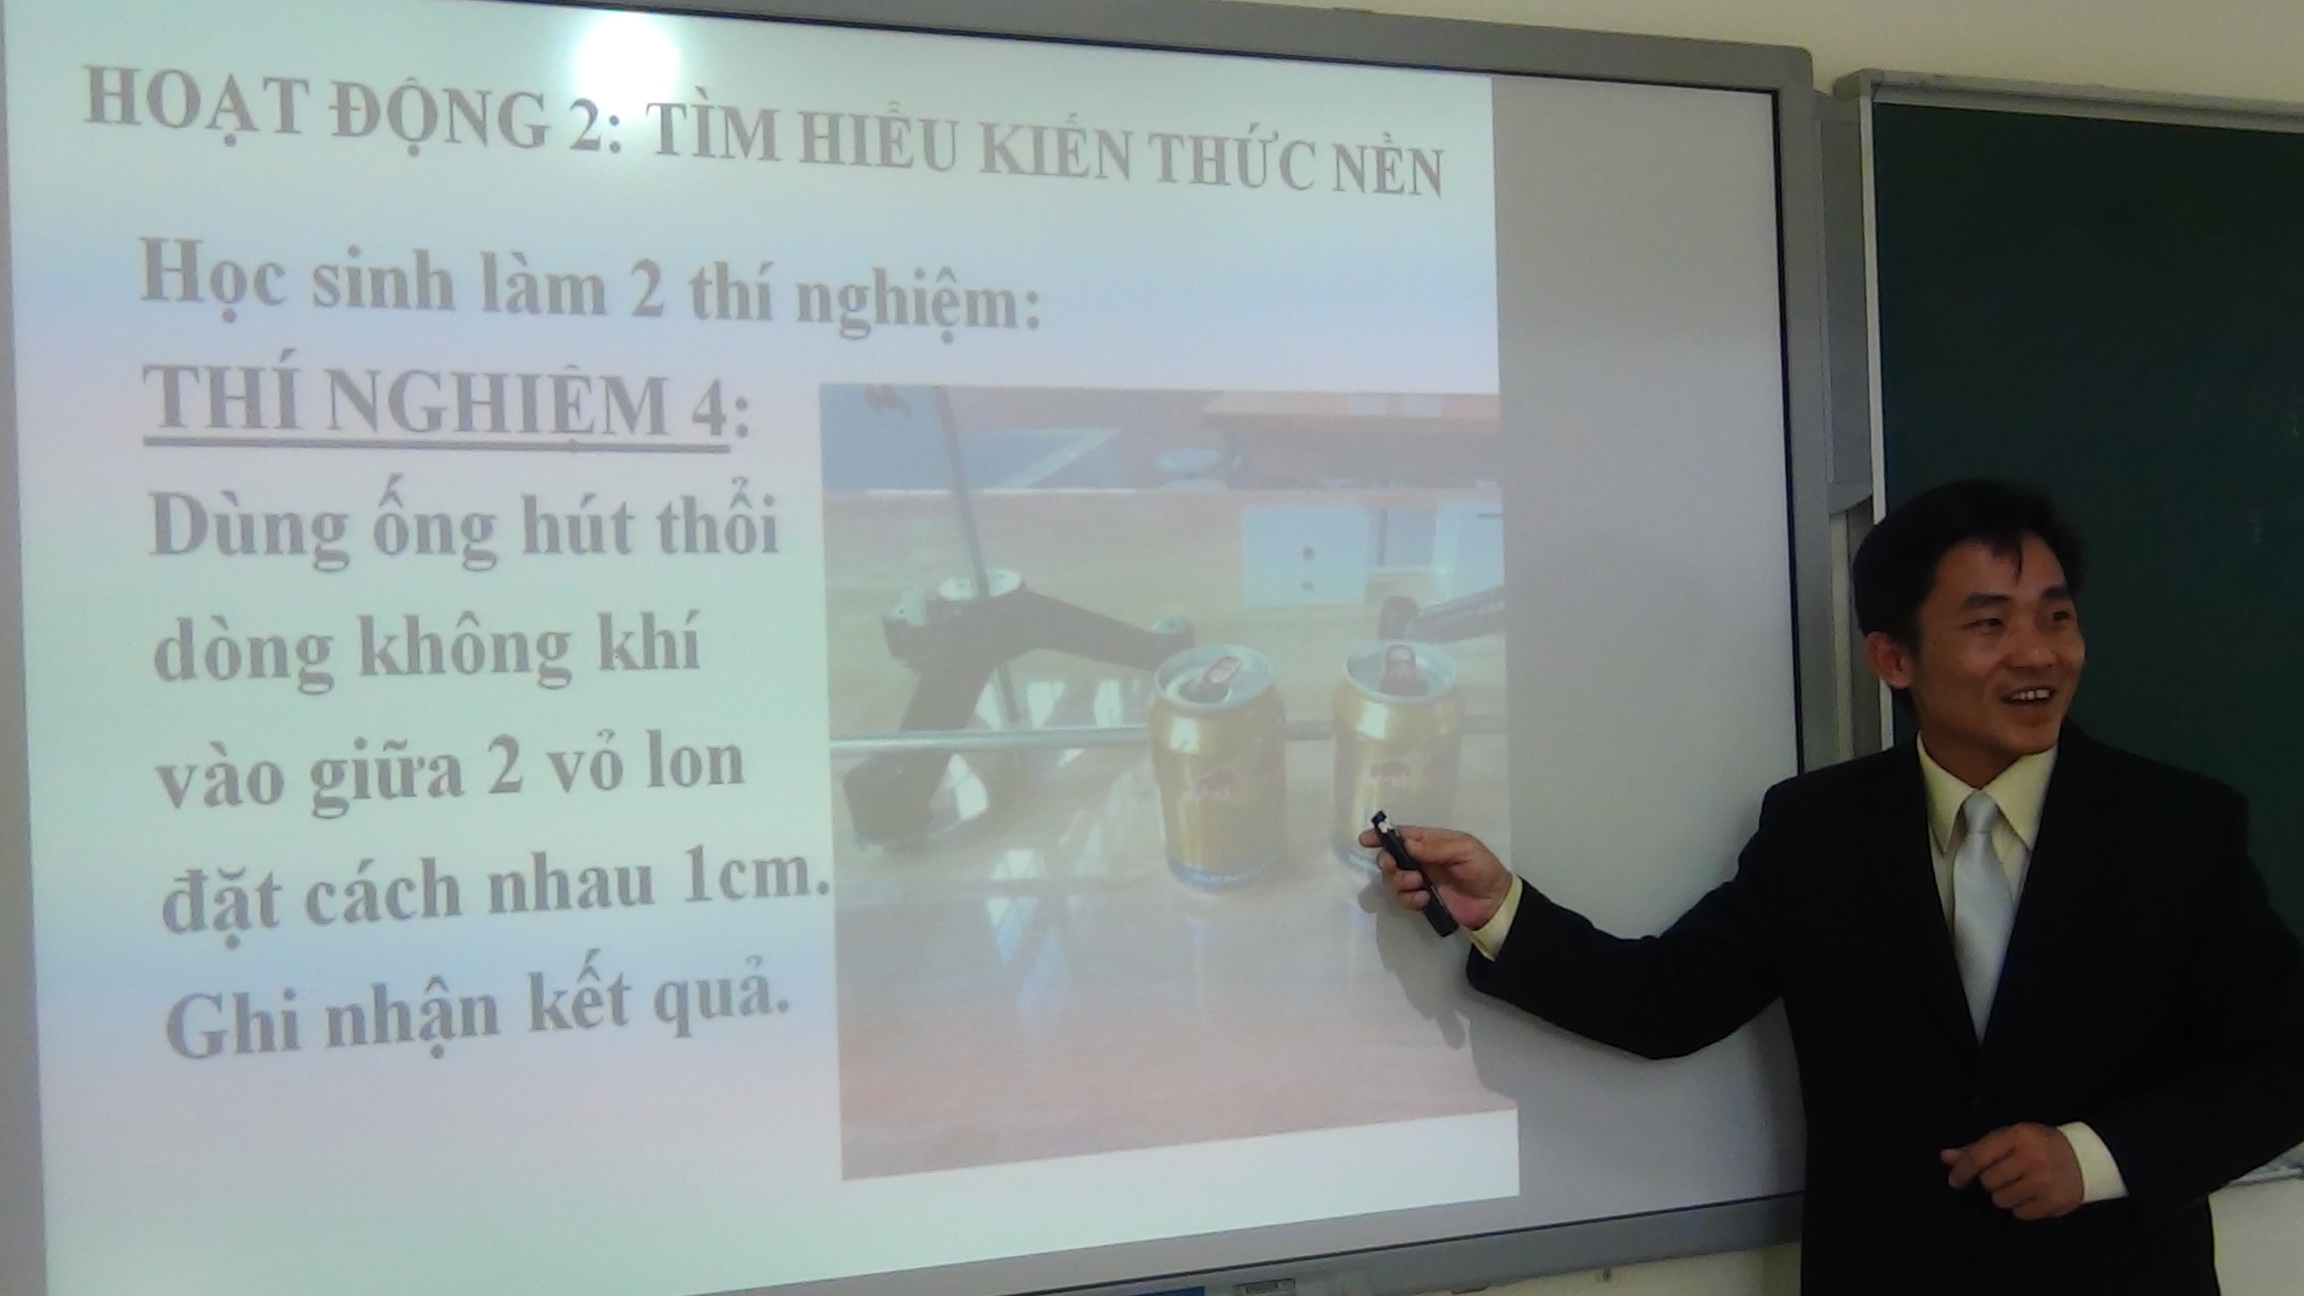 HOẠT ĐỘNG 2: TÌM HIỂU KIẾN THỨC NỀN
Học sinh làm 2 thí nghiệm:
THÍ NGHIỆM 4:
Dùng ống hút thổi
dòng không khí
vào giữa 2 vỏ lon
đặt cách nhau 1cm.
Ghi nhận kết quả.